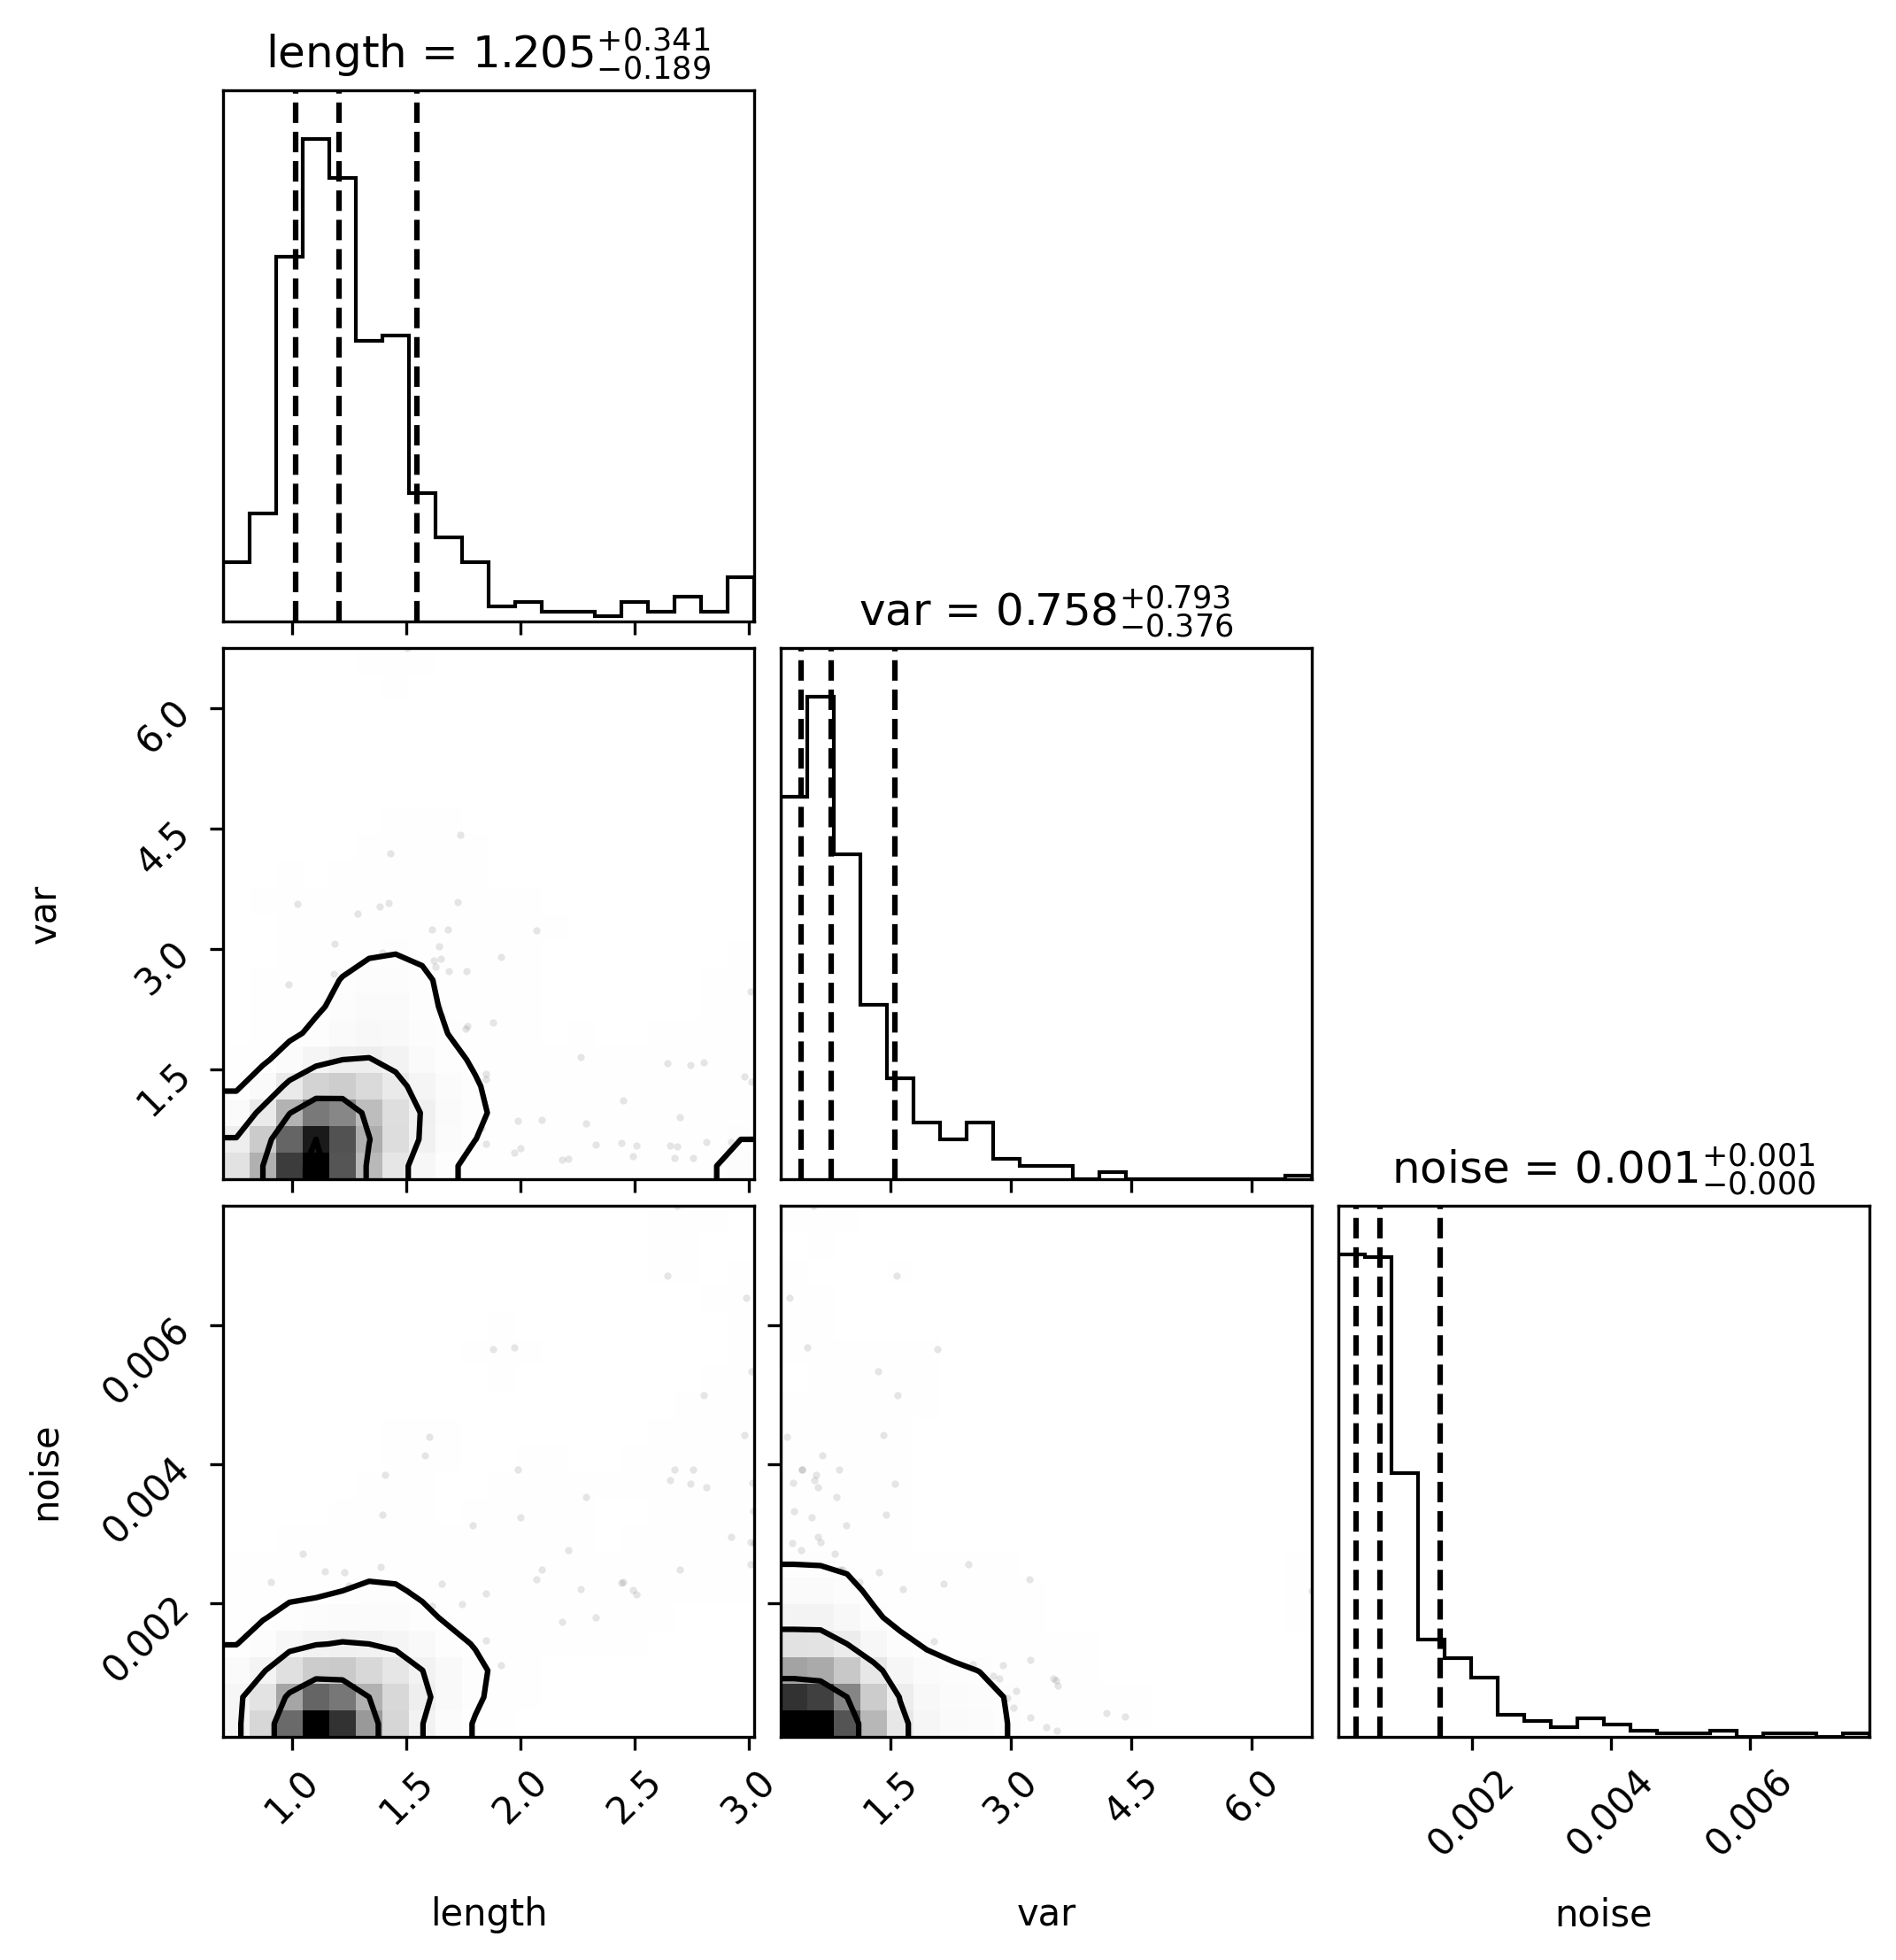 length = 1.205 +0.341 −0.189
var = 0.758 +0.793 −0.376
6.0
4.5
3.0
1.5
var
noise = 0.001 +0.001 −0.000
0.006
0.004
0.002
noise
1.0 1.5 2.0 2.5 3.0 1.5 3.0 4.5 6.0 0.002 0.004 0.006
length var noise